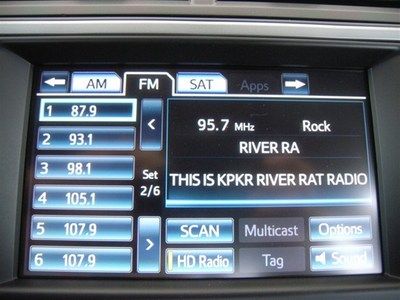 AM FM SAT Apps
1 87.9
2 93.1
3 98.1
4 105.1
5 107.9
6 107.9
Set
2/6
95.7 MHz Rock
RIVER RA
THIS IS KPKR RIVER RAT RADIO
SCAN Multicast Options
HD Radio Tag Sound